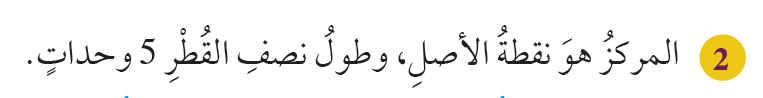 2 المركزُ هوَ نقطةُ الأصلِ، وطولُ نصفِ القُطْرِ 5 وحداتٍ.